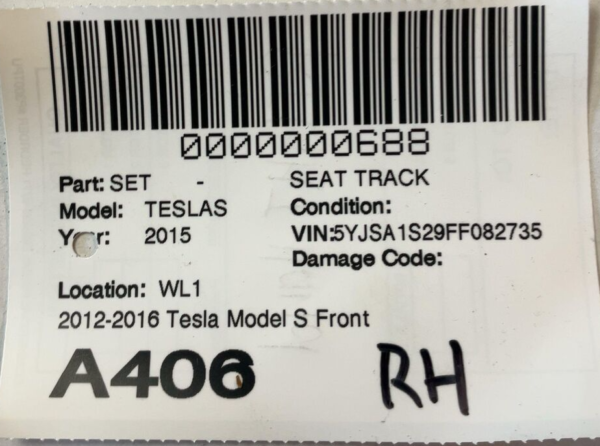 0000000688
Part: SET - SEAT TRACK
Model: TESLAS Condition:
Year: 2015 VIN:5YJSA1S29FF082735
Damage Code:
Location: WL1
2012-2016 Tesla Model S Front
A406 RH